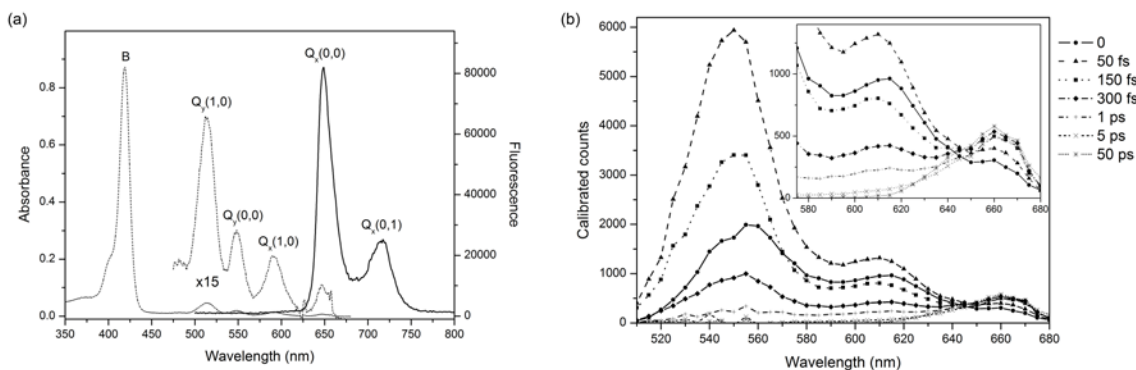 (a)
B
Qx(0,0)
Qy(1,0)
Qy(0,0)
Qx(1,0)
Qx(0,1)
x15
0.8
0.6
0.4
0.2
0.0
Absorbance
80000
60000
40000
20000
0
Fluorescence
350 400 450 500 550 600 650 700 750 800
Wavelength (nm)
(b)
6000
5000
4000
3000
2000
1000
0
Calibrated counts
1000
500
0
580 600 620 640 660 680
520 540 560 580 600 620 640 660 680
Wavelength (nm)
0
50 fs
150 fs
300 fs
1 ps
5 ps
50 ps